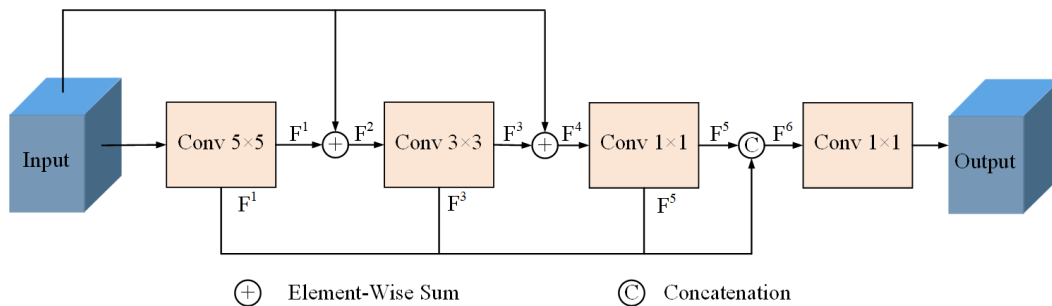 Input
Conv 5×5
F¹
F²
Conv 3×3
F³
F⁴
Conv 1×1
F⁵
F⁶
Conv 1×1
Output
F¹
F³
F⁵
+ Element-Wise Sum
C Concatenation